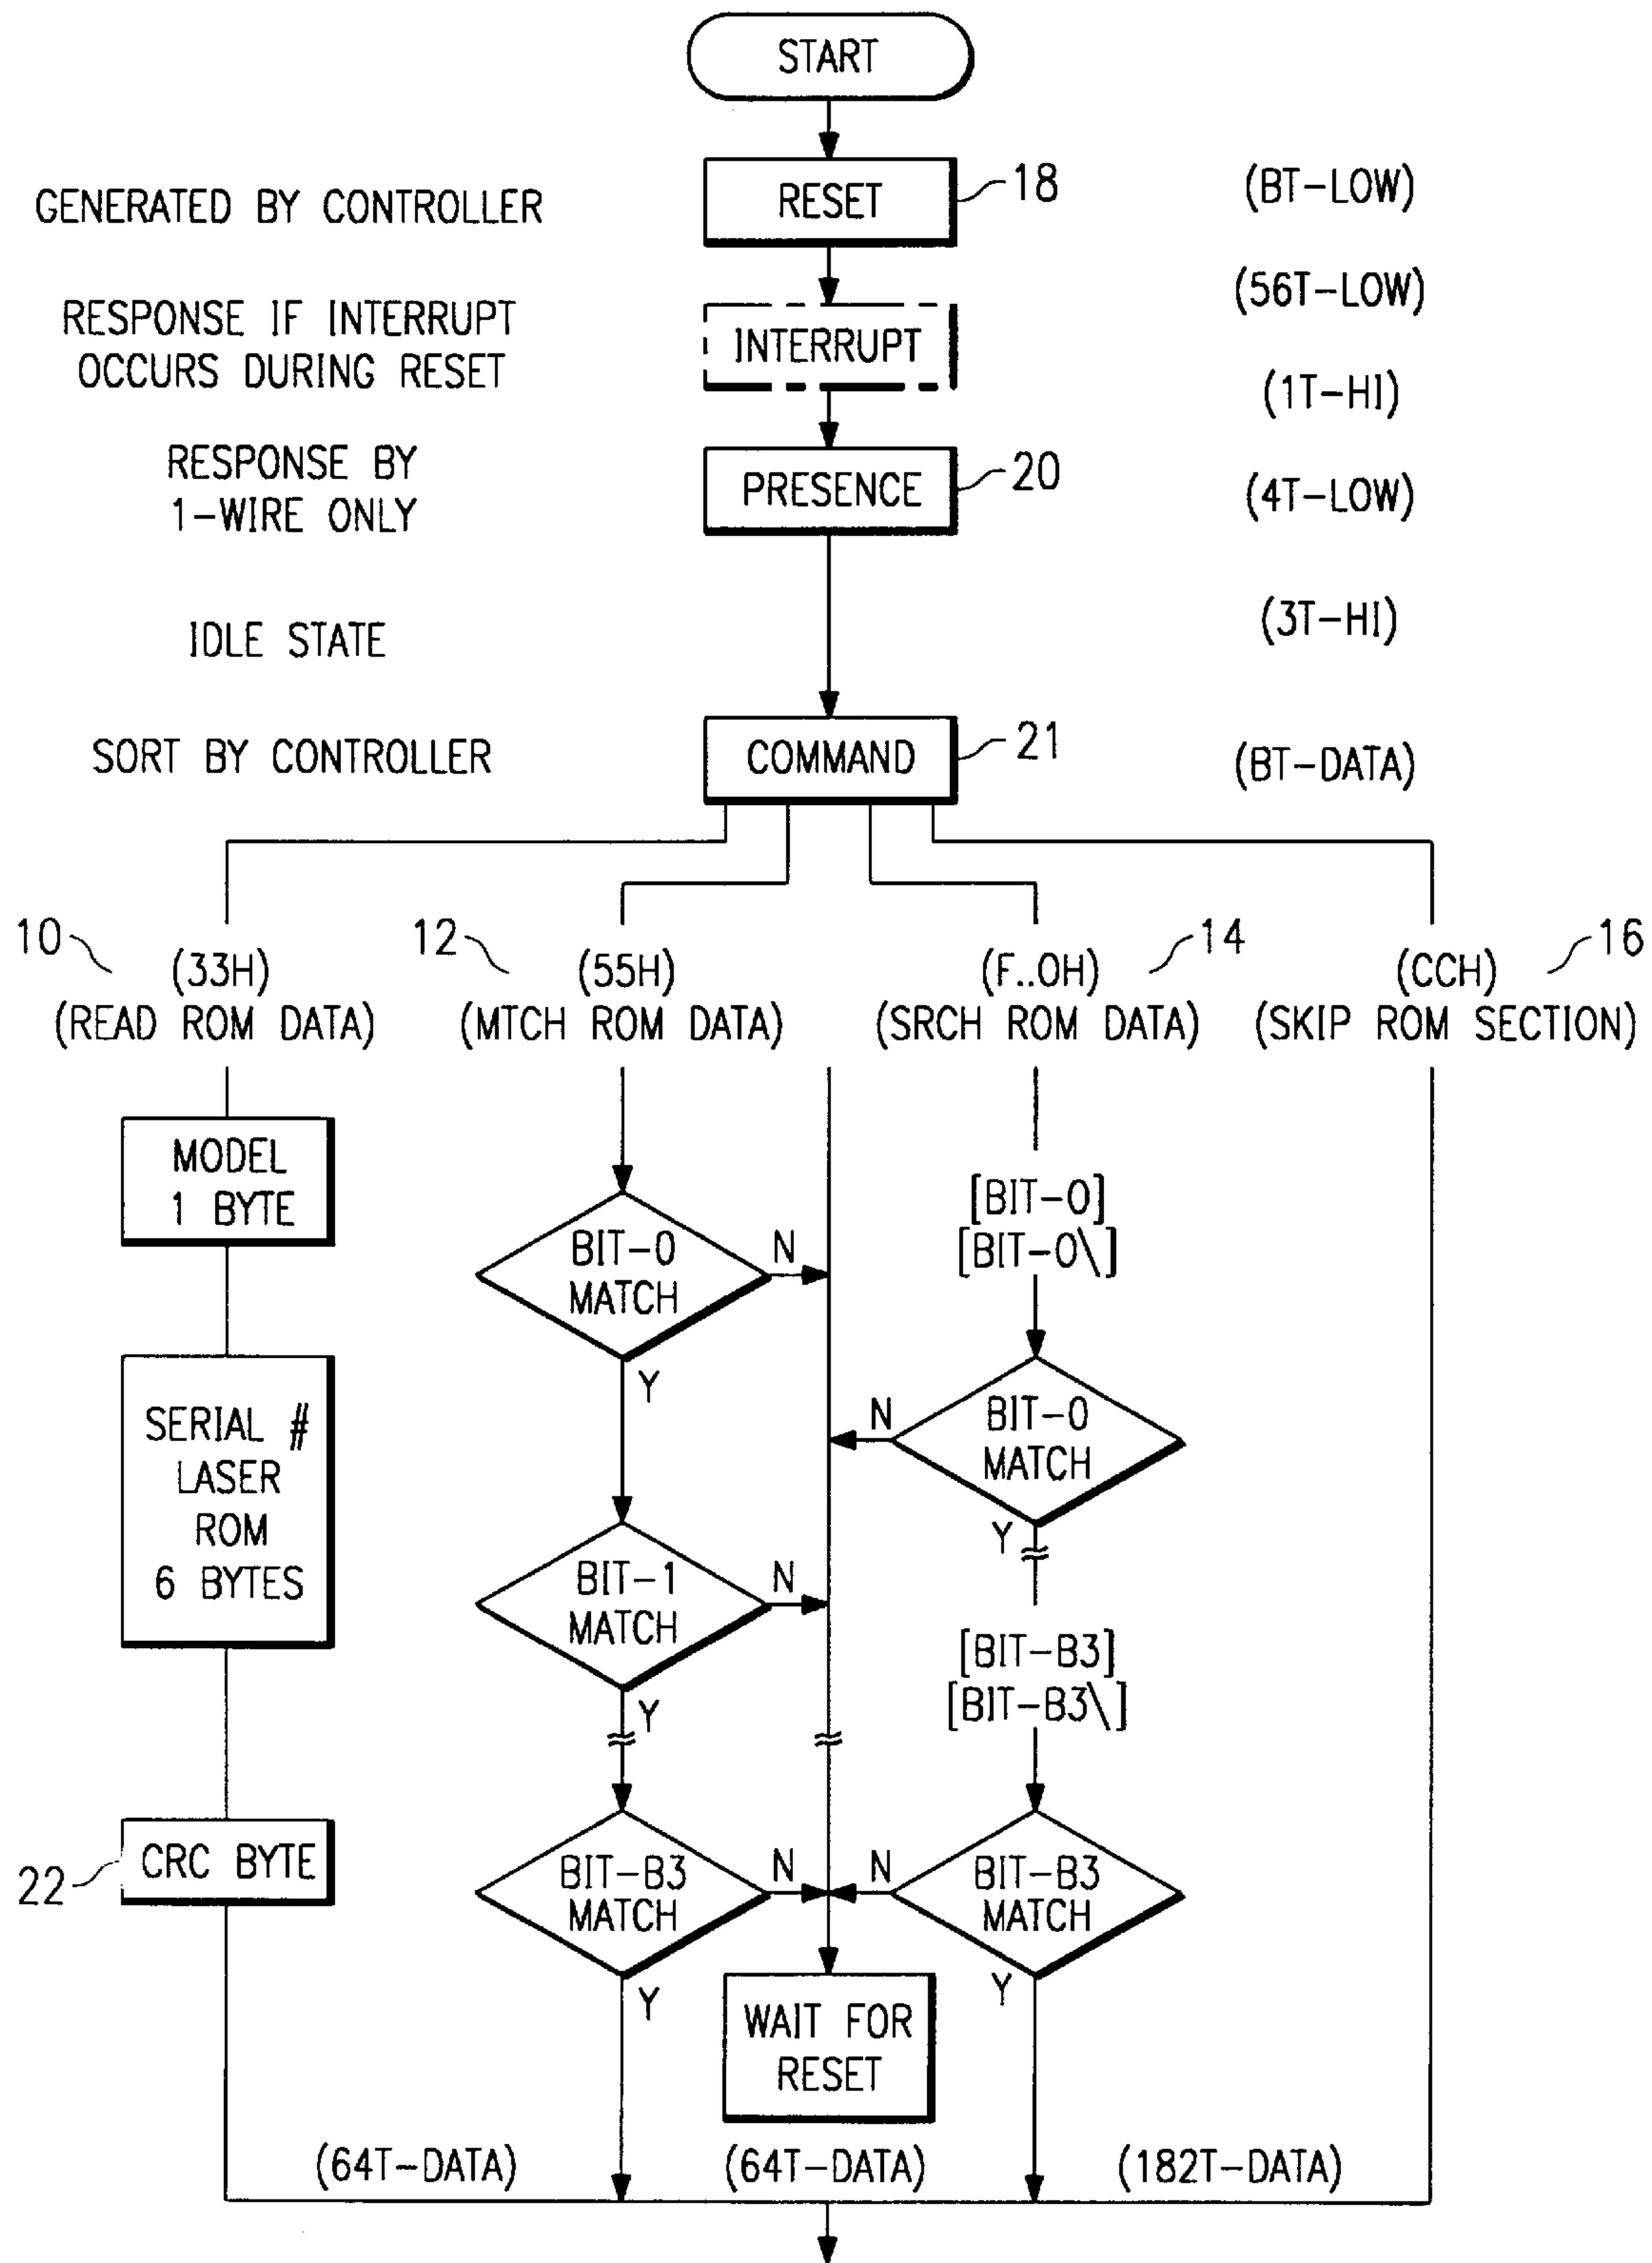 START
GENERATED BY CONTROLLER
RESET
18
(BT-LOW)
(56T-LOW)
RESPONSE IF INTERRUPT
OCCURS DURING RESET
INTERRUPT
(1T-HI)
RESPONSE BY
1-WIRE ONLY
PRESENCE
20
(4T-LOW)
IDLE STATE
(3T-HI)
SORT BY CONTROLLER
COMMAND
21
(BT-DATA)
10
(33H)
(READ ROM DATA)
12
(55H)
(MTCH ROM DATA)
14
(F..0H)
(SRCH ROM DATA)
16
(CCH)
(SKIP ROM SECTION)
MODEL
1 BYTE
SERIAL #
LASER
ROM
6 BYTES
22
CRC BYTE
BIT-0
MATCH
N
Y
BIT-1
MATCH
N
Y
BIT-B3
MATCH
N
Y
[BIT-0]
[BIT-0\]
BIT-0
MATCH
N
Y
[BIT-B3]
[BIT-B3\]
BIT-B3
MATCH
N
Y
WAIT FOR
RESET
(64T-DATA)
(64T-DATA)
(182T-DATA)